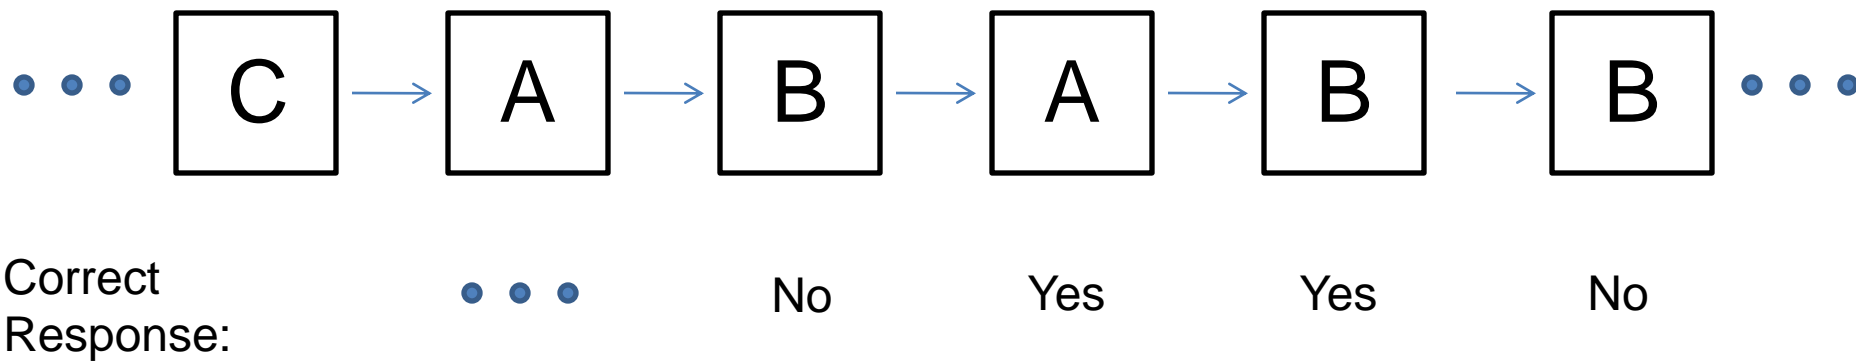 C A B A B B
Correct No Yes Yes No
Response: